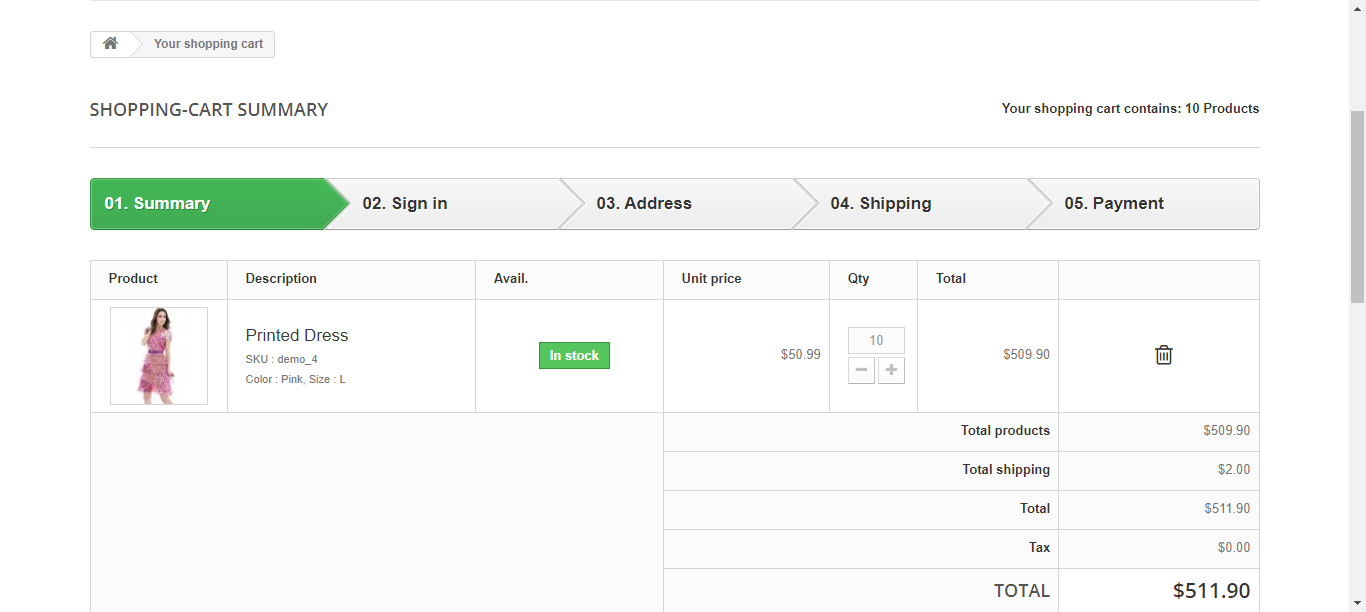 Your shopping cart
SHOPPING-CART SUMMARY
Your shopping cart contains: 10 Products
01. Summary
02. Sign in
03. Address
04. Shipping
05. Payment
Product
Description
Avail.
Unit price
Qty
Total
Printed Dress
SKU : demo_4
Color : Pink, Size : L
In stock
$50.99
10
$509.90
Total products
$509.90
Total shipping
$2.00
Total
$511.90
Tax
$0.00
TOTAL
$511.90